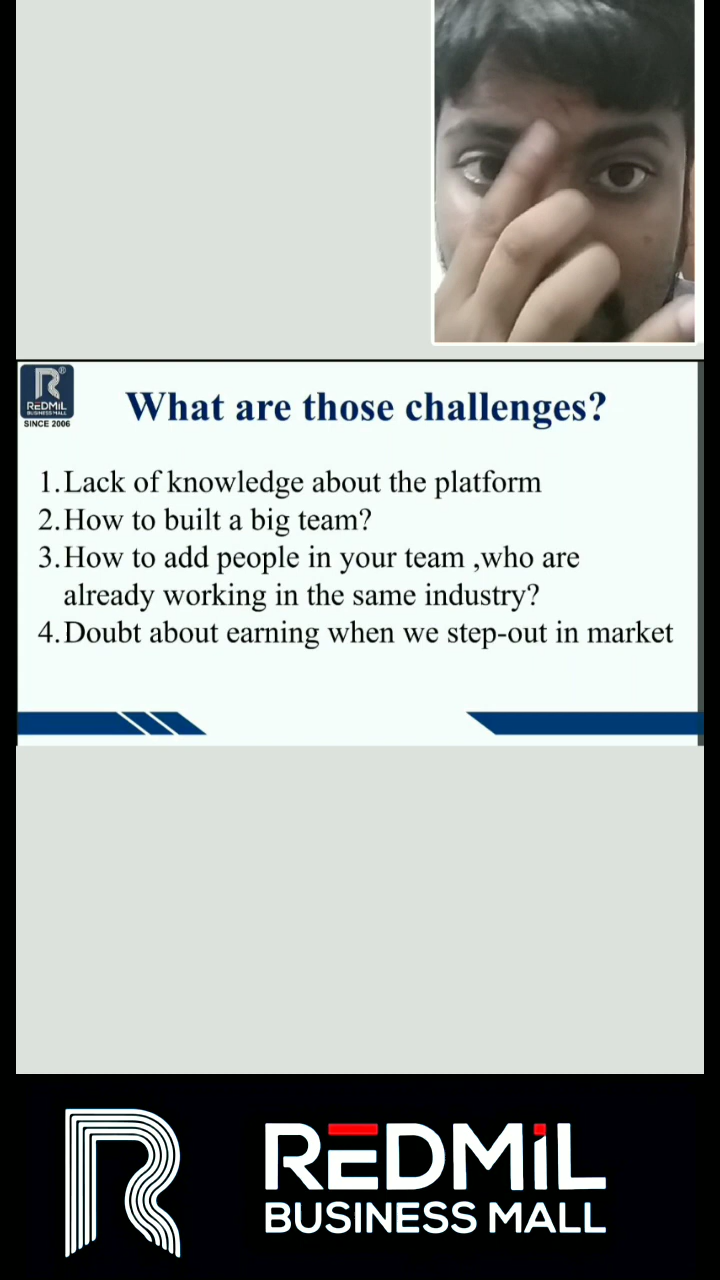 R®
REDMIL
BUSINESS MALL
SINCE 2006
What are those challenges?
1. Lack of knowledge about the platform
2. How to built a big team?
3. How to add people in your team ,who are
already working in the same industry?
4. Doubt about earning when we step-out in market
R
REDMiL
BUSINESS MALL